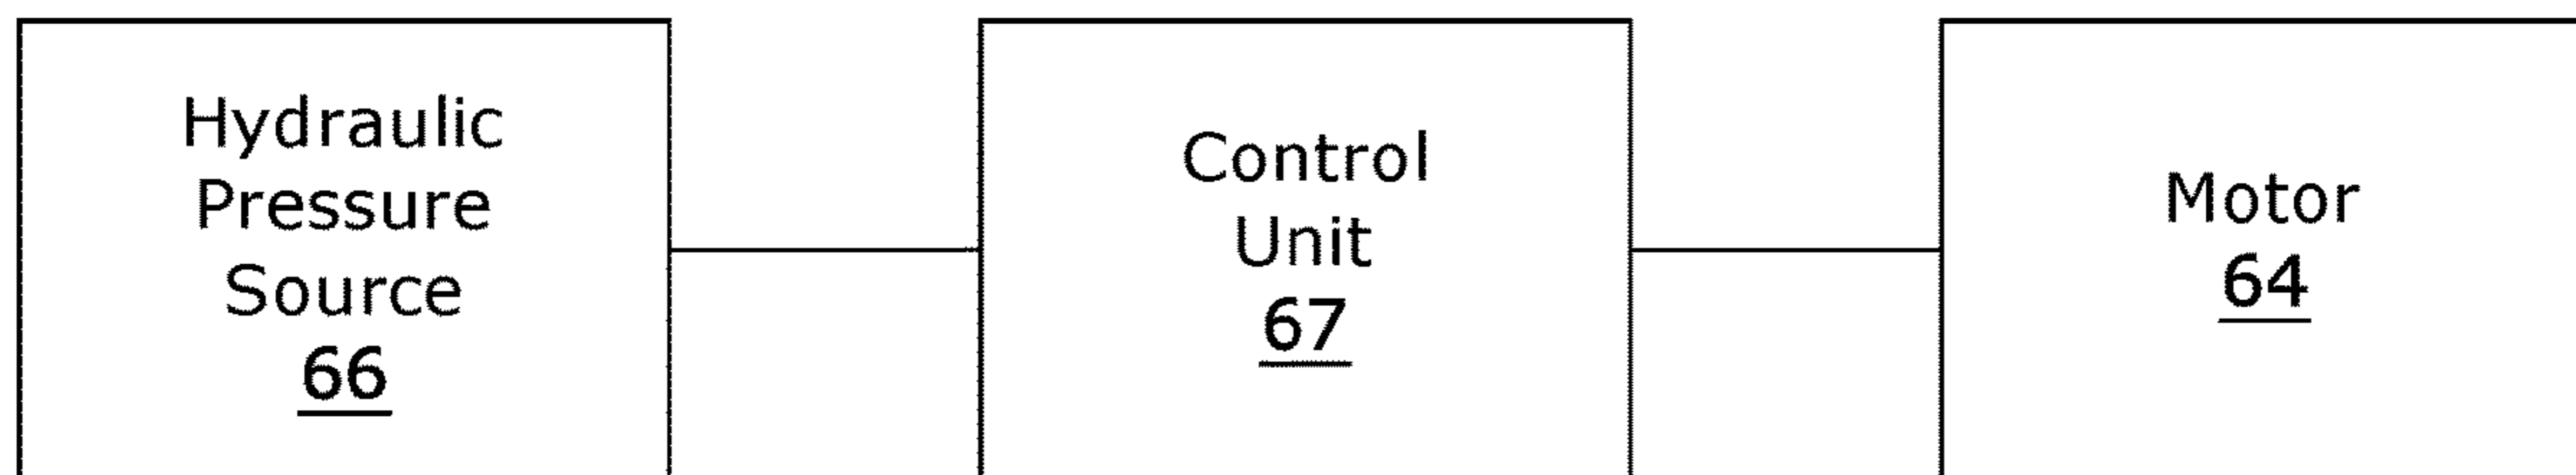 Hydraulic
Pressure
Source
66
Control
Unit
67
Motor
64